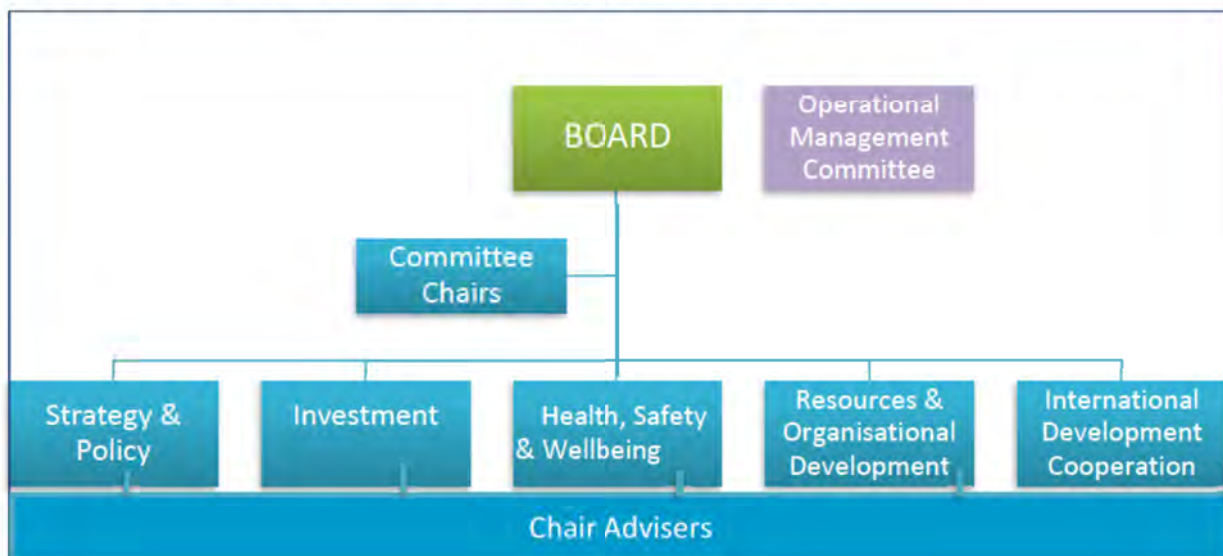 BOARD
Operational
Management
Committee
Committee
Chairs
Strategy &
Policy
Investment
Health, Safety
& Wellbeing
Resources &
Organisational
Development
International
Development
Cooperation
Chair Advisers